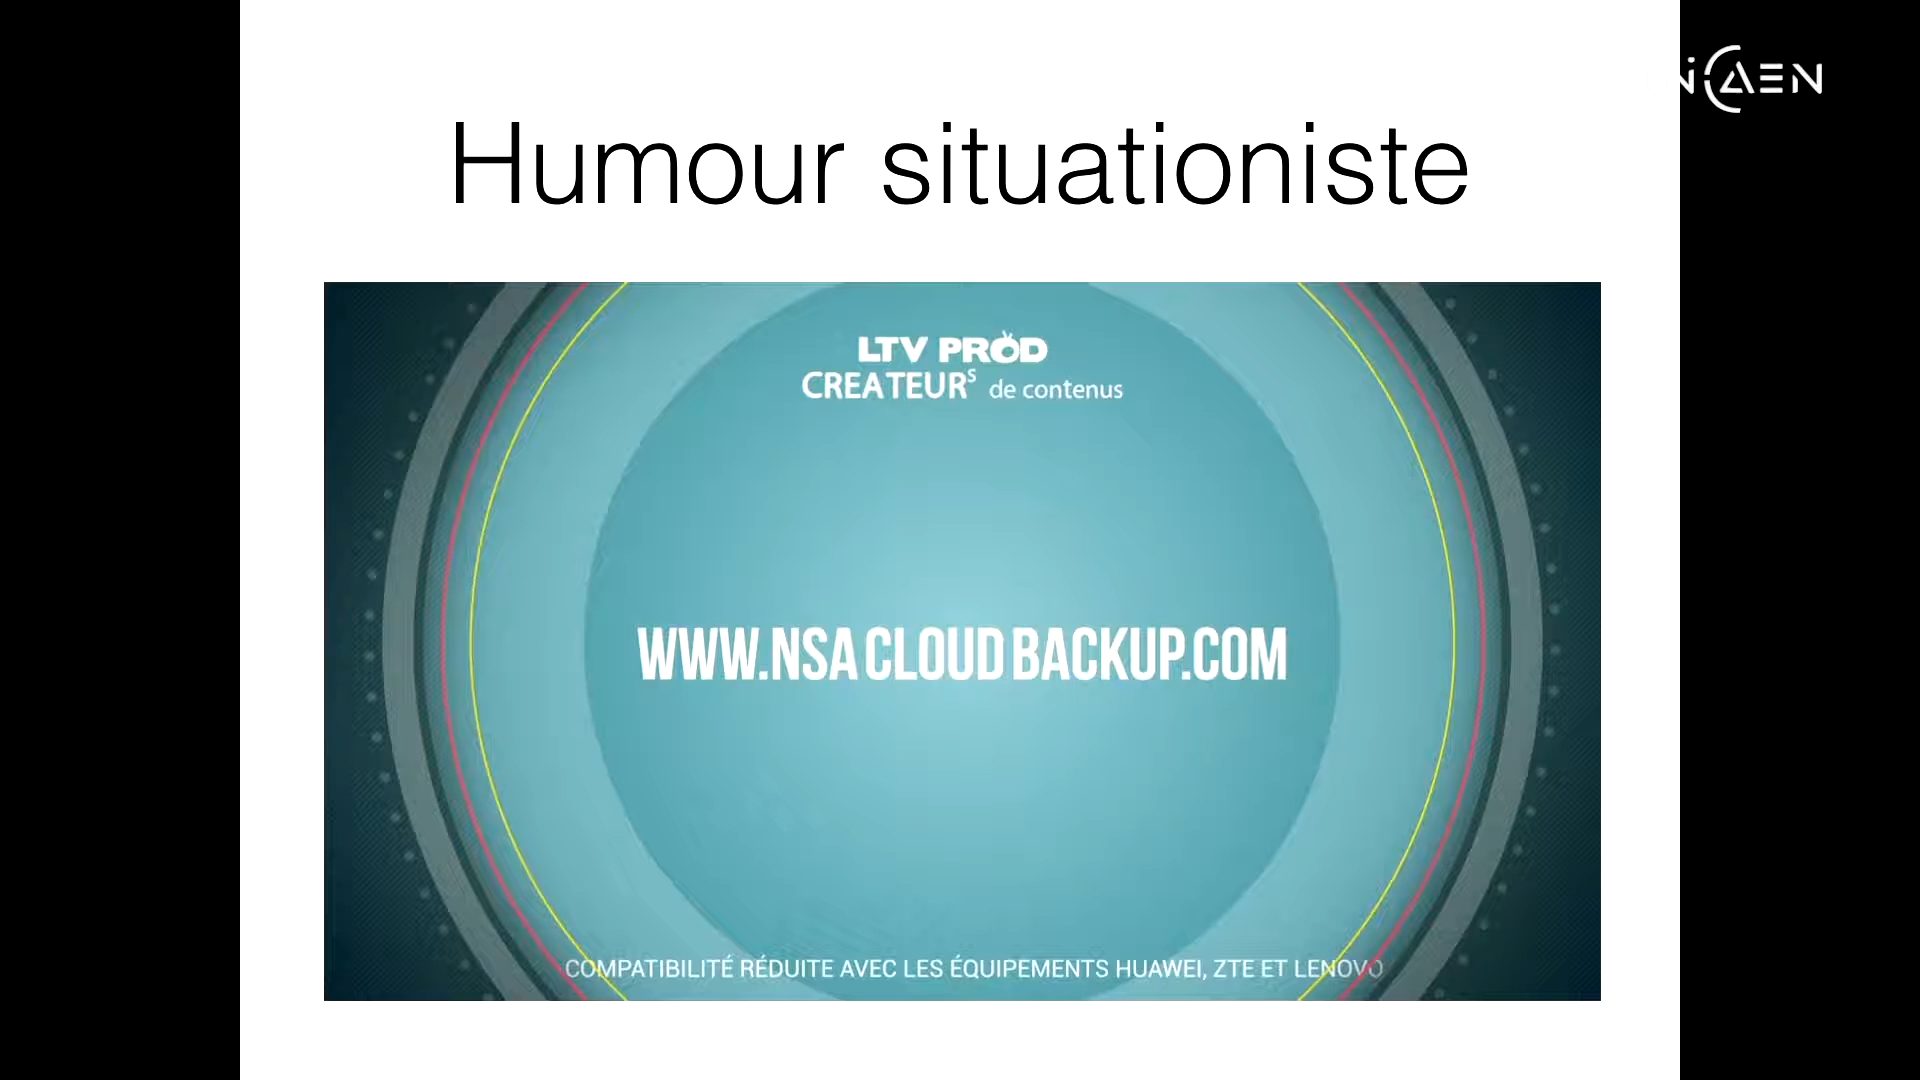 NiCAEN
Humour situationiste
LTV PROD
CREATEURS de contenus
WWW.NSA CLOUD BACKUP.COM
COMPATIBILITÉ RÉDUITE AVEC LES ÉQUIPEMENTS HUAWEI, ZTE ET LENOVO